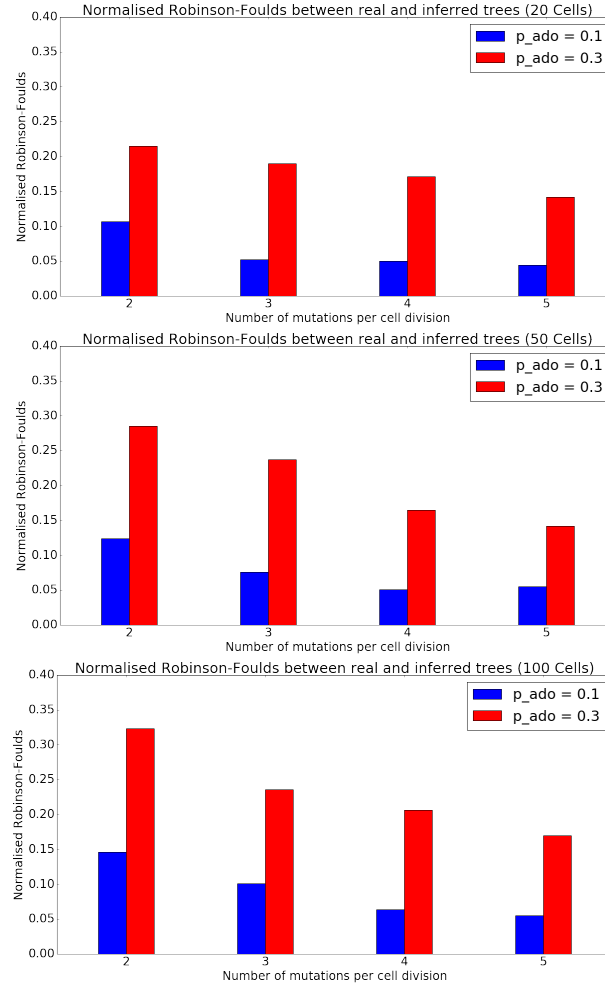 Normalised Robinson-Foulds between real and inferred trees (20 Cells)
Normalised Robinson-Foulds
0.40
0.35
0.30
0.25
0.20
0.15
0.10
0.05
0.00
p_ado = 0.1
p_ado = 0.3
2 3 4 5
Number of mutations per cell division
Normalised Robinson-Foulds between real and inferred trees (50 Cells)
Normalised Robinson-Foulds
0.40
0.35
0.30
0.25
0.20
0.15
0.10
0.05
0.00
p_ado = 0.1
p_ado = 0.3
2 3 4 5
Number of mutations per cell division
Normalised Robinson-Foulds between real and inferred trees (100 Cells)
Normalised Robinson-Foulds
0.40
0.35
0.30
0.25
0.20
0.15
0.10
0.05
0.00
p_ado = 0.1
p_ado = 0.3
2 3 4 5
Number of mutations per cell division